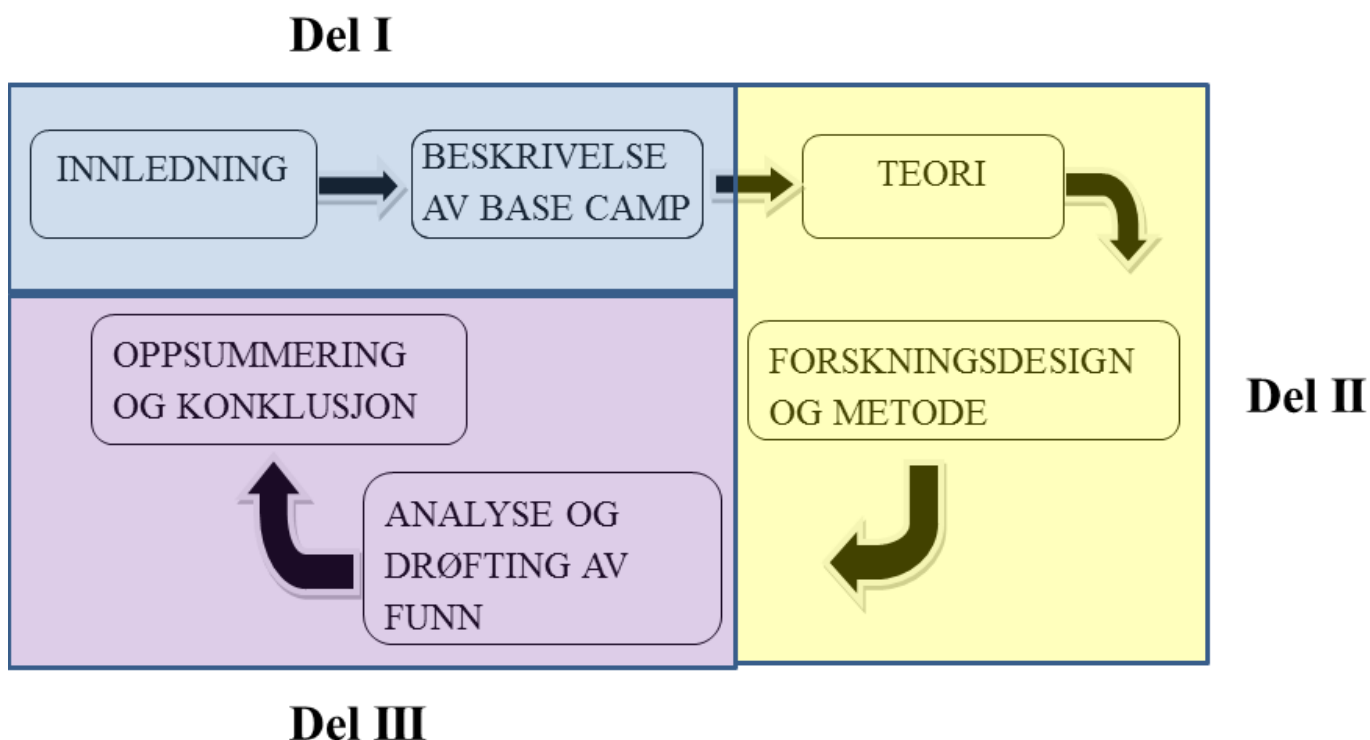 Del I
INNLEDNING
BESKRIVELSE
AV BASE CAMP
TEORI
FORSKNINGSDESIGN
OG METODE
Del II
ANALYSE OG
DRØFTING AV
FUNN
OPPSUMMERING
OG KONKLUSJON
Del III